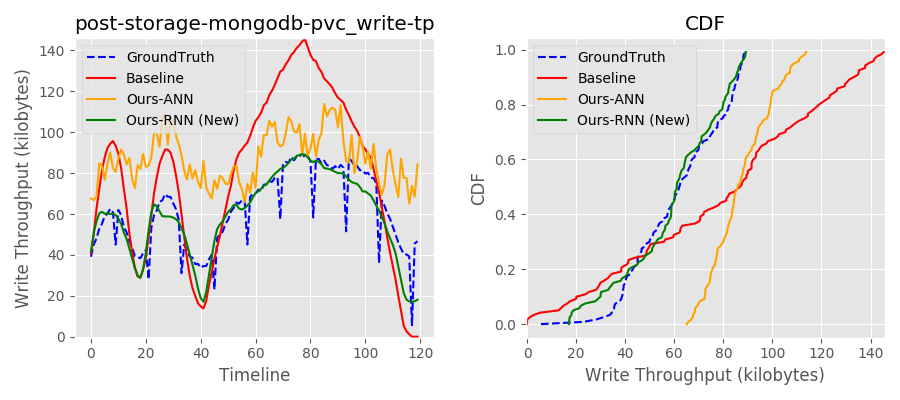 post-storage-mongodb-pvc_write-tp
Write Throughput (kilobytes)
140
120
100
80
60
40
20
0
GroundTruth
Baseline
Ours-ANN
Ours-RNN (New)
0 20 40 60 80 100 120
Timeline
CDF
CDF
1.0
0.8
0.6
0.4
0.2
0.0
GroundTruth
Baseline
Ours-ANN
Ours-RNN (New)
0 20 40 60 80 100 120 140
Write Throughput (kilobytes)